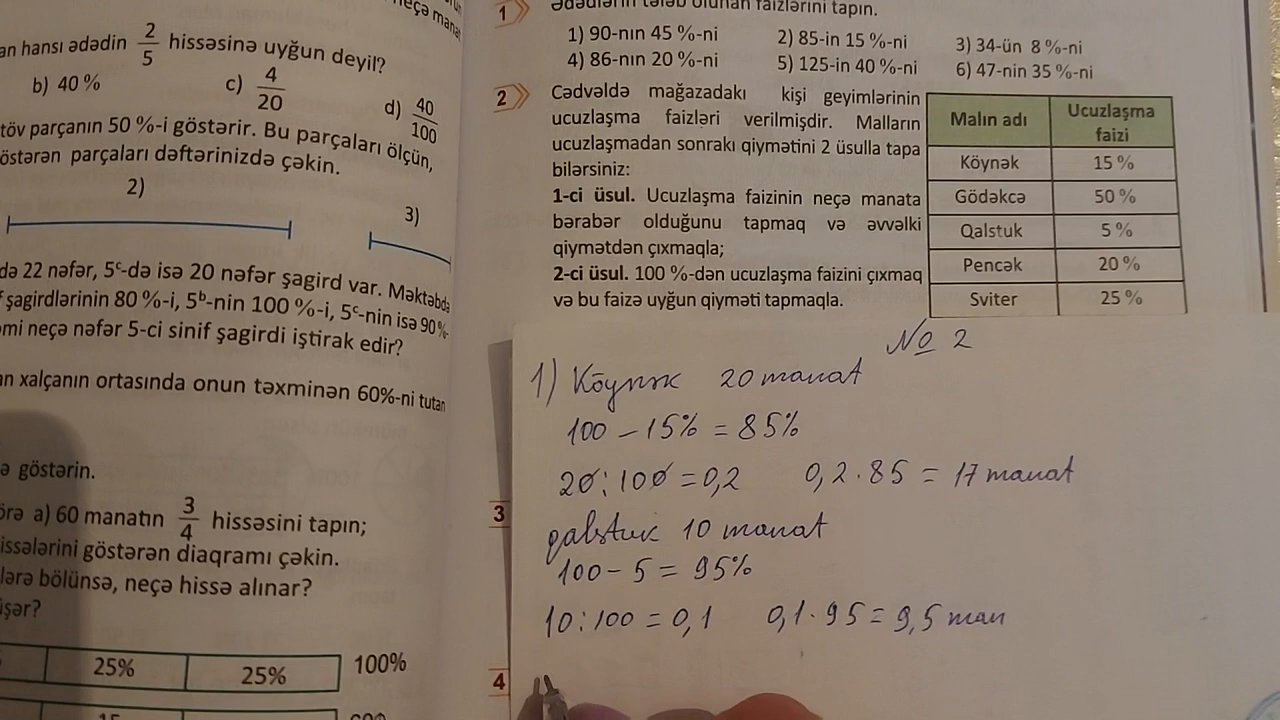 neçə manat
an hansı ədədin 2/5 hissəsinə uyğun deyil?
b) 40 %
c) 4/20
d) 40/100
töv parçanın 50 %-i göstərir. Bu parçaları ölçün,
östərən parçaları dəftərinizdə çəkin.
2)
3)
də 22 nəfər, 5ᶜ-də isə 20 nəfər şagird var. Məktəbdə
f şagirdlərinin 80 %-i, 5ᵇ-nin 100 %-i, 5ᶜ-nin isə 90 %-
mi neçə nəfər 5-ci sinif şagirdi iştirak edir?
an xalçanın ortasında onun təxminən 60%-ni tutan
ə göstərin.
örə a) 60 manatın 3/4 hissəsini tapın;
issələrini göstərən diaqramı çəkin.
lərə bölünsə, neçə hissə alınar?
üşər?
25% 25% 100%
15
1 Ədədlərin tələb olunan faizlərini tapın.
1) 90-nın 45 %-ni 2) 85-in 15 %-ni 3) 34-ün 8 %-ni
4) 86-nın 20 %-ni 5) 125-in 40 %-ni 6) 47-nin 35 %-ni
2 Cədvəldə mağazadakı kişi geyimlərinin
ucuzlaşma faizləri verilmişdir. Malların
ucuzlaşmadan sonrakı qiymətini 2 üsulla tapa
bilərsiniz:
1-ci üsul. Ucuzlaşma faizinin neçə manata
bərabər olduğunu tapmaq və əvvəlki
qiymətdən çıxmaqla;
2-ci üsul. 100 %-dən ucuzlaşma faizini çıxmaq
və bu faizə uyğun qiyməti tapmaqla.
Malın adı Ucuzlaşma faizi
Köynək 15 %
Gödəkcə 50 %
Qalstuk 5 %
Pencək 20 %
Sviter 25 %
№ 2
1) Köynək 20 manat
100 – 15% = 85%
20 : 100 = 0,2 0,2 · 85 = 17 manat
3
qalstuk 10 manat
100 – 5 = 95%
10 : 100 = 0,1 0,1 · 95 = 9,5 man
4